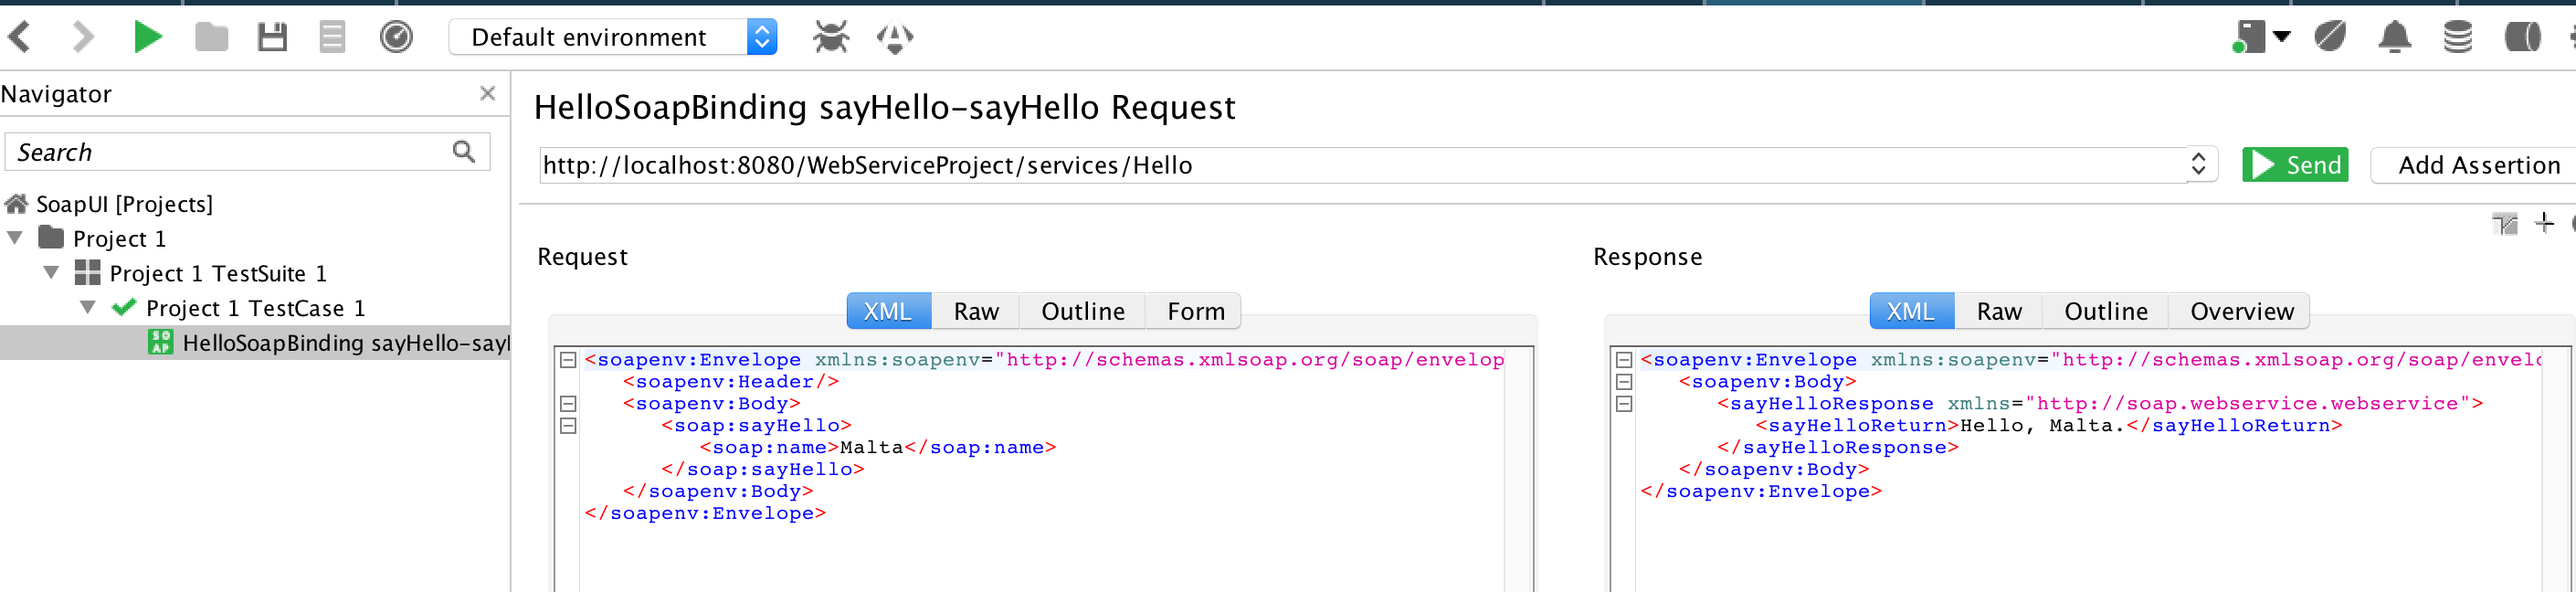 Default environment
Navigator
Search
SoapUI [Projects]
Project 1
Project 1 TestSuite 1
Project 1 TestCase 1
SO
AP
HelloSoapBinding sayHello-sayl
HelloSoapBinding sayHello-sayHello Request
http://localhost:8080/WebServiceProject/services/Hello
Send
Add Assertion
Request
XML Raw Outline Form
<soapenv:Envelope xmlns:soapenv="http://schemas.xmlsoap.org/soap/envelop
<soapenv:Header/>
<soapenv:Body>
<soap:sayHello>
<soap:name>Malta</soap:name>
</soap:sayHello>
</soapenv:Body>
</soapenv:Envelope>
Response
XML Raw Outline Overview
<soapenv:Envelope xmlns:soapenv="http://schemas.xmlsoap.org/soap/envelo
<soapenv:Body>
<sayHelloResponse xmlns="http://soap.webservice.webservice">
<sayHelloReturn>Hello, Malta.</sayHelloReturn>
</sayHelloResponse>
</soapenv:Body>
</soapenv:Envelope>